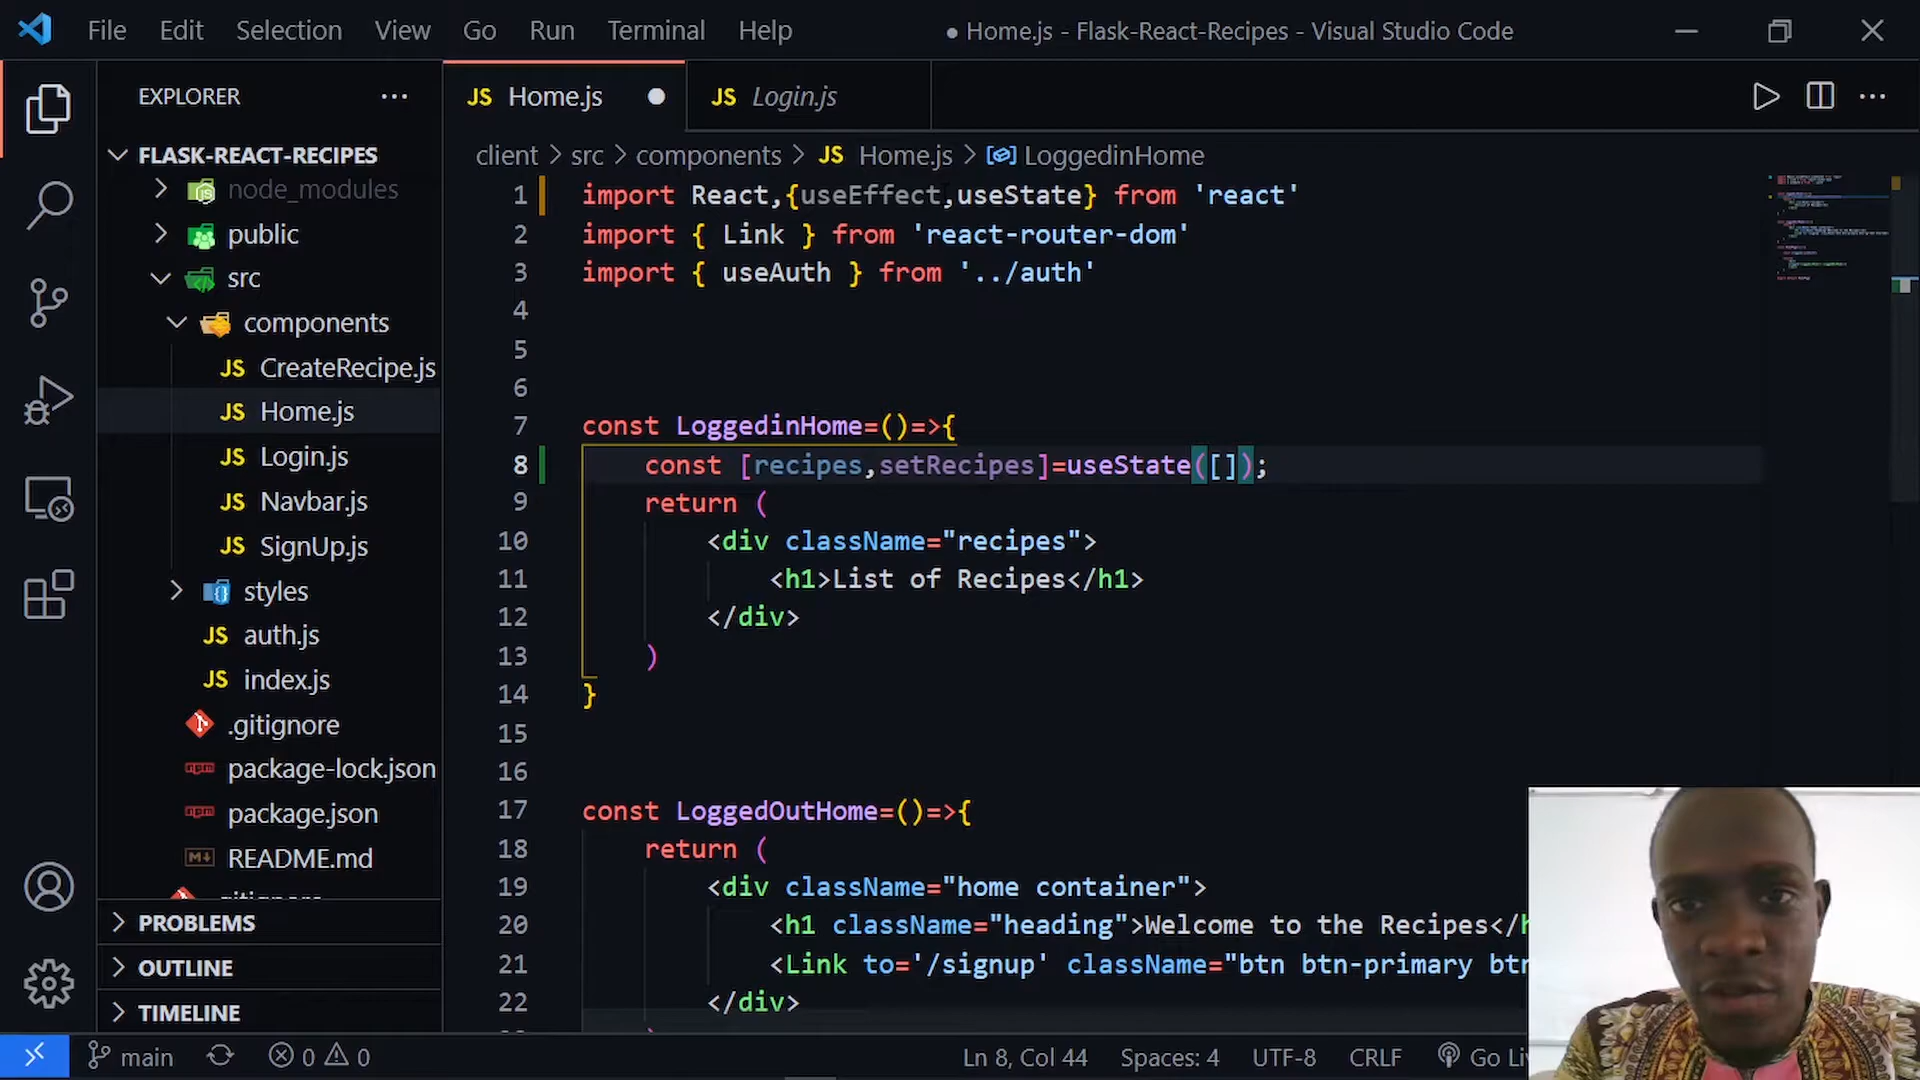 File Edit Selection View Go Run Terminal Help
● Home.js - Flask-React-Recipes - Visual Studio Code
EXPLORER
JS Home.js
JS Login.js
client > src > components > JS Home.js > LoggedinHome
FLASK-REACT-RECIPES
node_modules
public
src
components
JS CreateRecipe.js
JS Home.js
JS Login.js
JS Navbar.js
JS SignUp.js
styles
JS auth.js
JS index.js
.gitignore
npm package-lock.json
npm package.json
README.md
.gitignore
PROBLEMS
OUTLINE
TIMELINE
1 import React,{useEffect,useState} from 'react'
2 import { Link } from 'react-router-dom'
3 import { useAuth } from '../auth'
4
5
6
7 const LoggedinHome=()=>{
8 const [recipes,setRecipes]=useState([]);
9 return (
10 <div className="recipes">
11 <h1>List of Recipes</h1>
12 </div>
13 )
14 }
15
16
17 const LoggedOutHome=()=>{
18 return (
19 <div className="home container">
20 <h1 className="heading">Welcome to the Recipes</h
21 <Link to='/signup' className="btn btn-primary bt
22 </div>
main 0 0
Ln 8, Col 44 Spaces: 4 UTF-8 CRLF Go Li